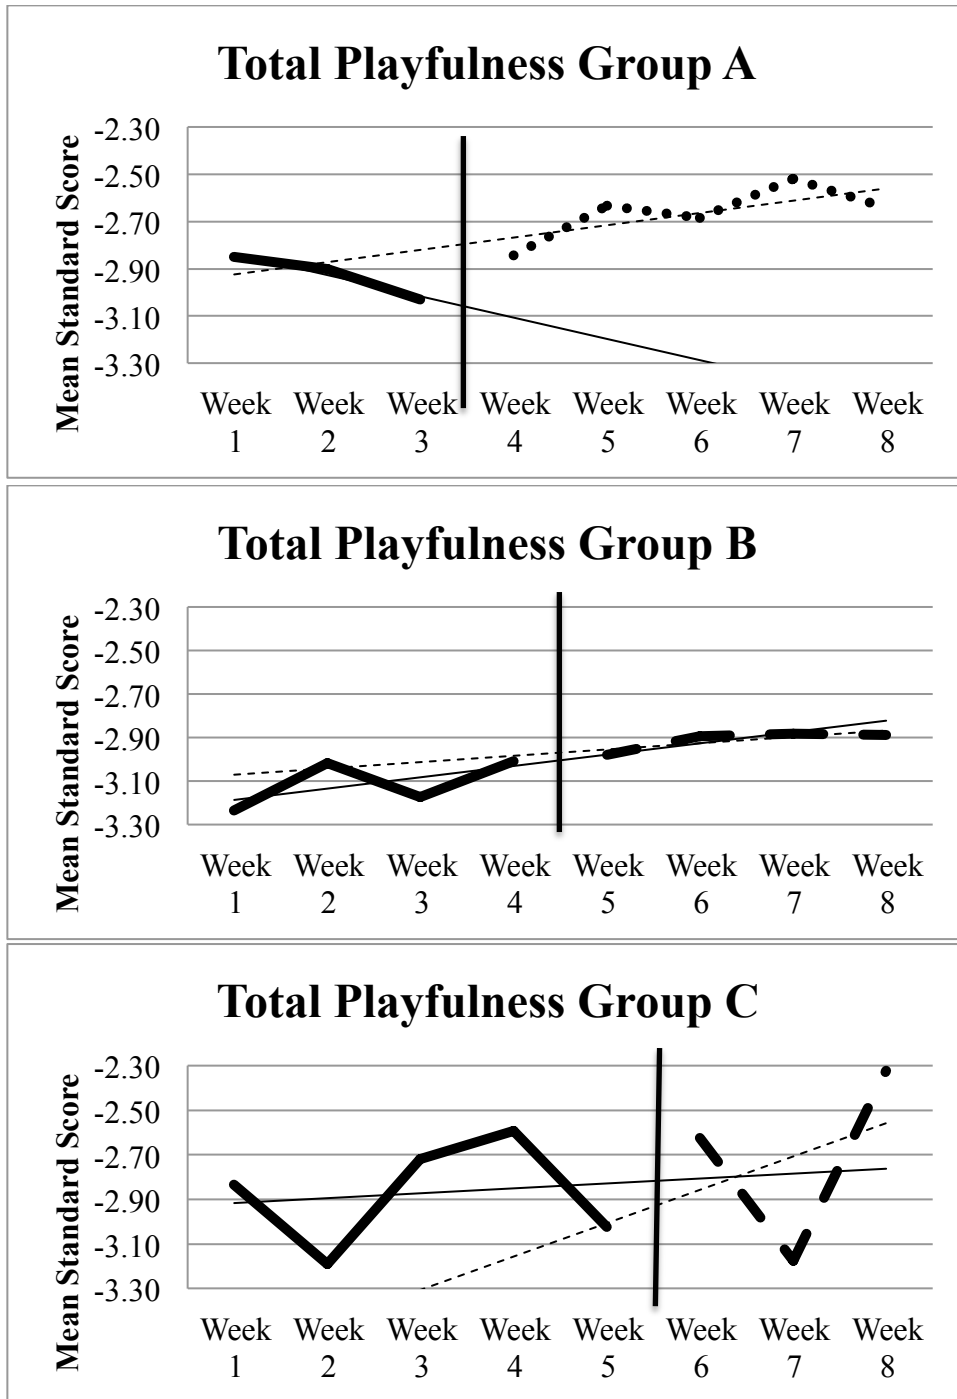 Total Playfulness Group A
Mean Standard Score
-2.30
-2.50
-2.70
-2.90
-3.10
-3.30
Week Week Week Week Week Week Week Week
1 2 3 4 5 6 7 8
Total Playfulness Group B
Mean Standard Score
-2.30
-2.50
-2.70
-2.90
-3.10
-3.30
Week Week Week Week Week Week Week Week
1 2 3 4 5 6 7 8
Total Playfulness Group C
Mean Standard Score
-2.30
-2.50
-2.70
-2.90
-3.10
-3.30
Week Week Week Week Week Week Week Week
1 2 3 4 5 6 7 8